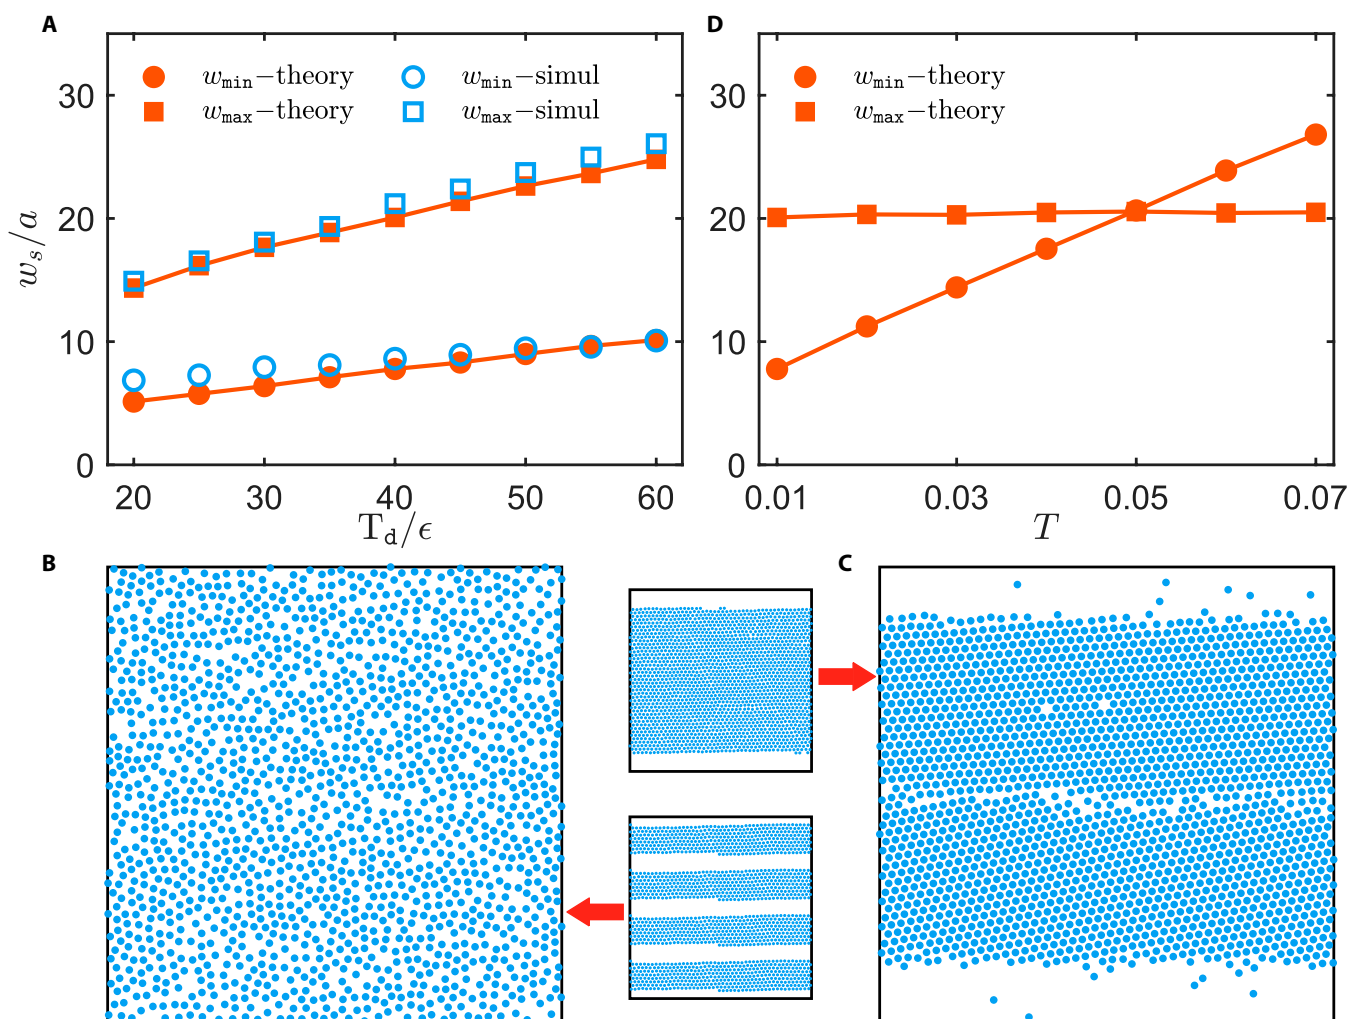 A
w_min−theory
w_max−theory
w_min−simul
w_max−simul
30
20
10
0
w_s/a
20 30 40 50 60
T_d/ϵ
D
w_min−theory
w_max−theory
30
20
10
0
0.01 0.03 0.05 0.07
T
B
C